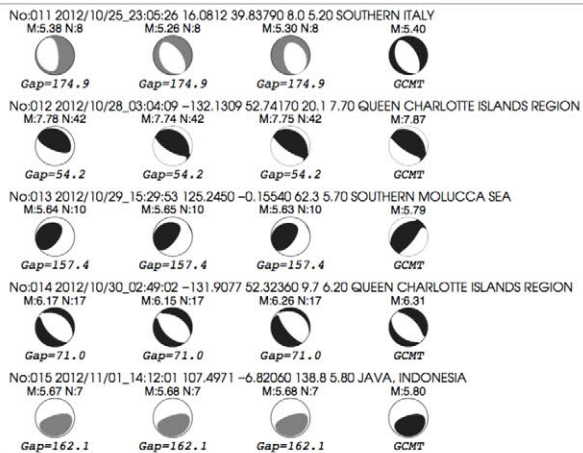 No:011 2012/10/25_23:05:26 16.0812 39.83790 8.0 5.20 SOUTHERN ITALY
M:5.38 N:8 M:5.26 N:8 M:5.30 N:8 M:5.40
Gap=174.9 Gap=174.9 Gap=174.9 GCMT
No:012 2012/10/28_03:04:09 −132.1309 52.74170 20.1 7.70 QUEEN CHARLOTTE ISLANDS REGION
M:7.78 N:42 M:7.74 N:42 M:7.75 N:42 M:7.87
Gap=54.2 Gap=54.2 Gap=54.2 GCMT
No:013 2012/10/29_15:29:53 125.2450 −0.15540 62.3 5.70 SOUTHERN MOLUCCA SEA
M:5.64 N:10 M:5.65 N:10 M:5.63 N:10 M:5.79
Gap=157.4 Gap=157.4 Gap=157.4 GCMT
No:014 2012/10/30_02:49:02 −131.9077 52.32360 9.7 6.20 QUEEN CHARLOTTE ISLANDS REGION
M:6.17 N:17 M:6.15 N:17 M:6.26 N:17 M:6.31
Gap=71.0 Gap=71.0 Gap=71.0 GCMT
No:015 2012/11/01_14:12:01 107.4971 −6.82060 138.8 5.80 JAVA, INDONESIA
M:5.67 N:7 M:5.68 N:7 M:5.68 N:7 M:5.80
Gap=162.1 Gap=162.1 Gap=162.1 GCMT